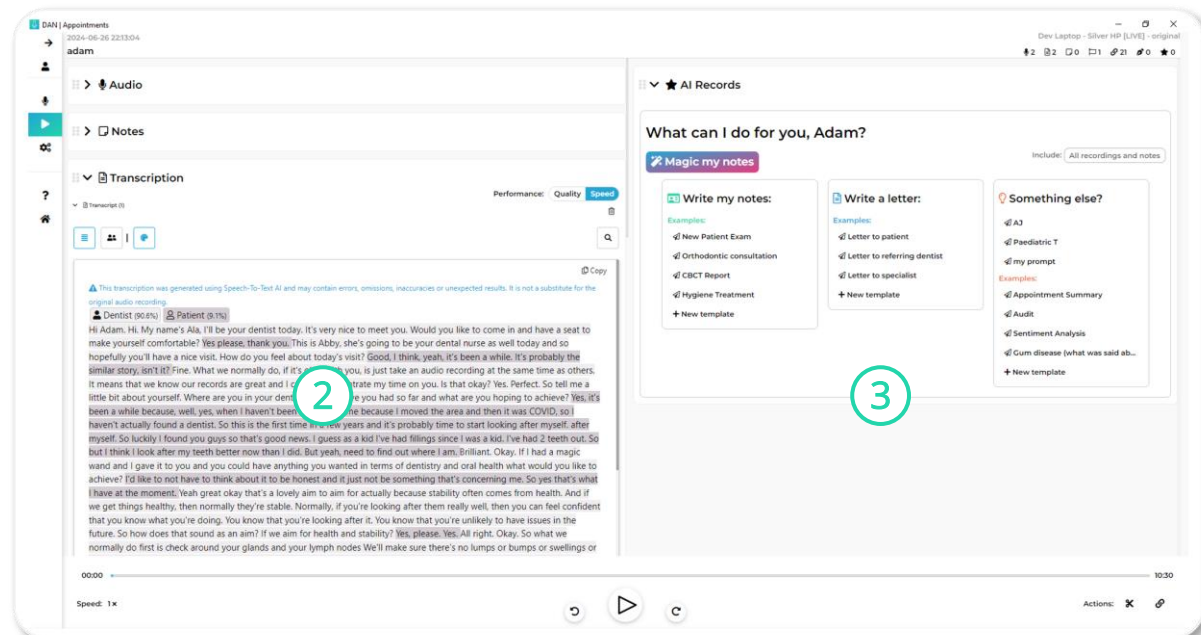 DAN | Appointments
2024-06-26 22:13:04
adam
Dev Laptop - Silver HP [LIVE] - original
2 2 0 1 21 0 0
Audio
Notes
Transcription
Performance: Quality Speed
Transcript (1)
Copy
This transcription was generated using Speech-To-Text AI and may contain errors, omissions, inaccuracies or unexpected results. It is not a substitute for the
original audio recording.
Dentist (90.6%) Patient (9.1%)
Hi Adam. Hi. My name's Ala, I'll be your dentist today. It's very nice to meet you. Would you like to come in and have a seat to
make yourself comfortable? Yes please, thank you. This is Abby, she's going to be your dental nurse as well today and so
hopefully you'll have a nice visit. How do you feel about today's visit? Good, I think, yeah, it's been a while. It's probably the
similar story, isn't it? Fine. What we normally do, if it's you, is just take an audio recording at the same time as others.
It means that we know our records are great and I trate my time on you. Is that okay? Yes. Perfect. So tell me a
little bit about yourself. Where are you in your dent e you had so far and what are you hoping to achieve? Yes, it's
been a while because, well, yes, when I haven't been me because I moved the area and then it was COVID, so I
haven't actually found a dentist. So this is the first time in a few years and it's probably time to start looking after myself. after
myself. So luckily I found you guys so that's good news. I guess as a kid I've had fillings since I was a kid. I've had 2 teeth out. So
but I think I look after my teeth better now than I did. But yeah, need to find out where I am. Brilliant. Okay. If I had a magic
wand and I gave it to you and you could have anything you wanted in terms of dentistry and oral health what would you like to
achieve? I'd like to not have to think about it to be honest and it just not be something that's concerning me. So yes that's what
I have at the moment. Yeah great okay that's a lovely aim to aim for actually because stability often comes from health. And if
we get things healthy, then normally they're stable. Normally, if you're looking after them really well, then you can feel confident
that you know what you're doing. You know that you're looking after it. You know that you're unlikely to have issues in the
future. So how does that sound as an aim? If we aim for health and stability? Yes, please. Yes. All right. Okay. So what we
normally do first is check around your glands and your lymph nodes We'll make sure there's no lumps or bumps or swellings or
2
AI Records
What can I do for you, Adam?
Magic my notes
Include: All recordings and notes
Write my notes:
Examples:
New Patient Exam
Orthodontic consultation
CBCT Report
Hygiene Treatment
+ New template
Write a letter:
Examples:
Letter to patient
Letter to referring dentist
Letter to specialist
+ New template
Something else?
AJ
Paediatric T
my prompt
Examples:
Appointment Summary
Audit
Sentiment Analysis
Gum disease (what was said ab...
+ New template
3
00:00
10:30
Speed: 1x
Actions: